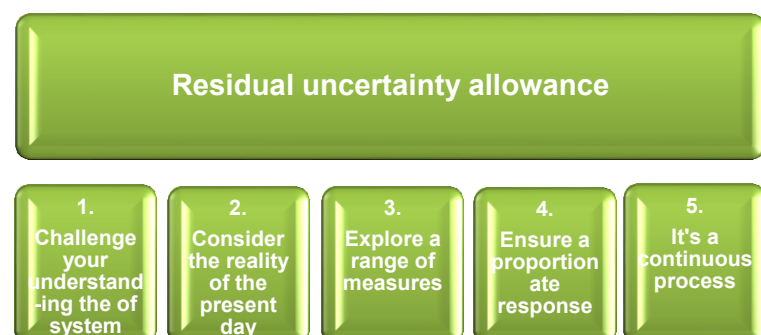 Residual uncertainty allowance
1.
Challenge
your
understand
-ing the of
system
2.
Consider
the reality
of the
present
day
3.
Explore a
range of
measures
4.
Ensure a
proportion
ate
response
5.
It's a
continuous
process